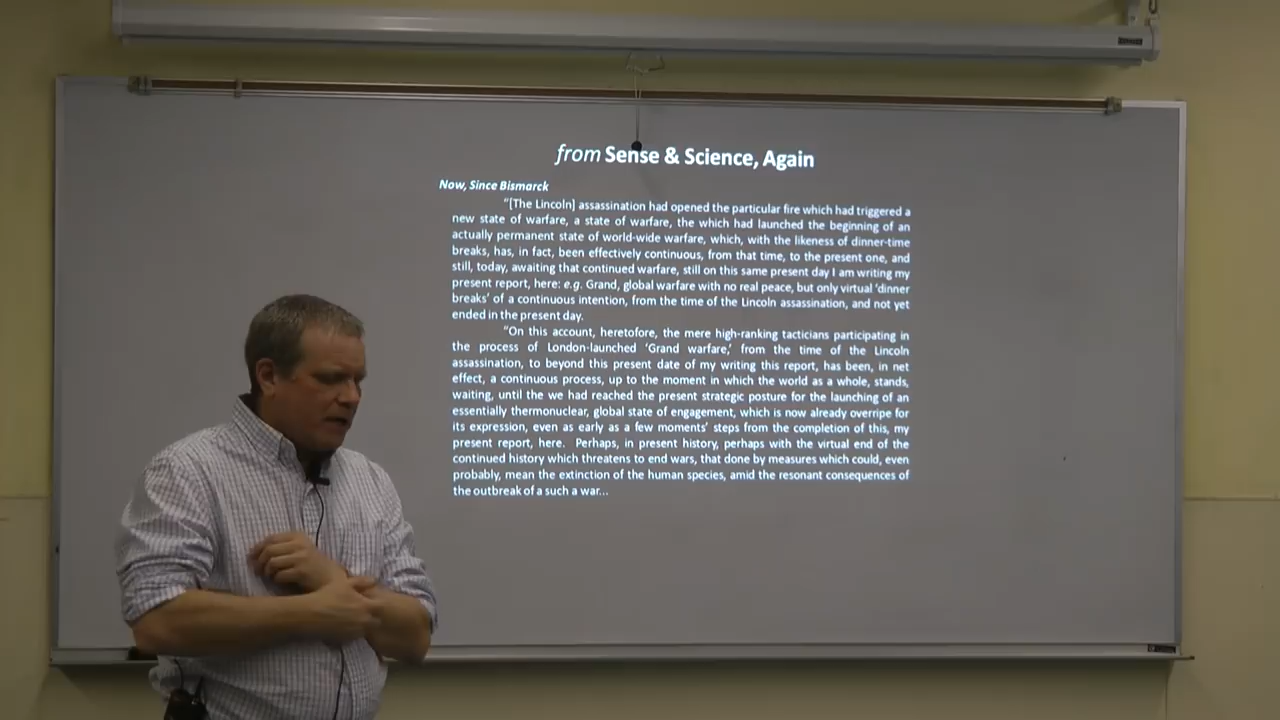 from Sense & Science, Again
Now, Since Bismarck
"[The Lincoln] assassination had opened the particular fire which had triggered a
new state of warfare, a state of warfare, the which had launched the beginning of an
actually permanent state of world-wide warfare, which, with the likeness of dinner-time
breaks, has, in fact, been effectively continuous, from that time, to the present one, and
still, today, awaiting that continued warfare, still on this same present day I am writing my
present report, here: e.g. Grand, global warfare with no real peace, but only virtual 'dinner
breaks' of a continuous intention, from the time of the Lincoln assassination, and not yet
ended in the present day.
"On this account, heretofore, the mere high-ranking tacticians participating in
the process of London-launched 'Grand warfare,' from the time of the Lincoln
assassination, to beyond this present date of my writing this report, has been, in net
effect, a continuous process, up to the moment in which the world as a whole, stands,
waiting, until the we had reached the present strategic posture for the launching of an
essentially thermonuclear, global state of engagement, which is now already overripe for
its expression, even as early as a few moments' steps from the completion of this, my
present report, here. Perhaps, in present history, perhaps with the virtual end of the
continued history which threatens to end wars, that done by measures which could, even
probably, mean the extinction of the human species, amid the resonant consequences of
the outbreak of a such a war...